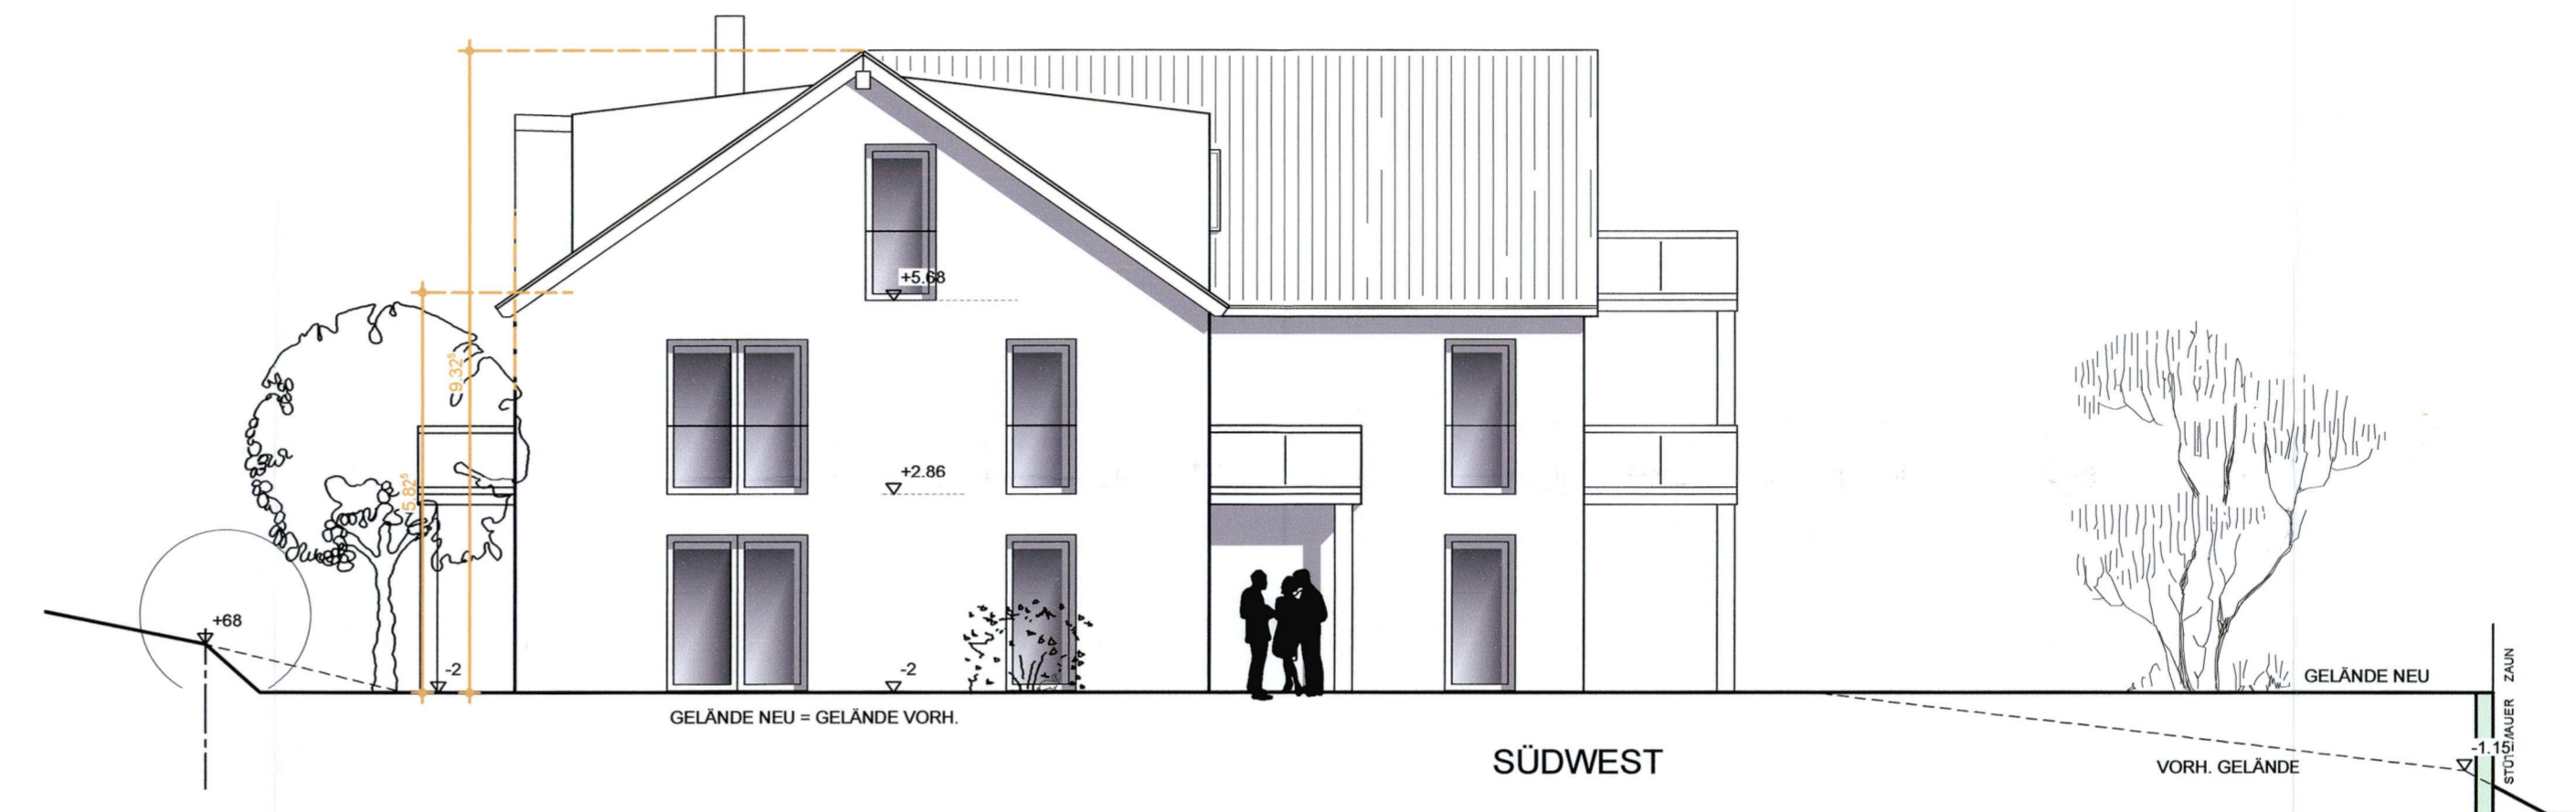 +5.68
9.32⁵
+2.86
5.82⁵
+68
-2
-2
GELÄNDE NEU
ZAUN
GELÄNDE NEU = GELÄNDE VORH.
SÜDWEST
-1.15
VORH. GELÄNDE
STÜTZMAUER